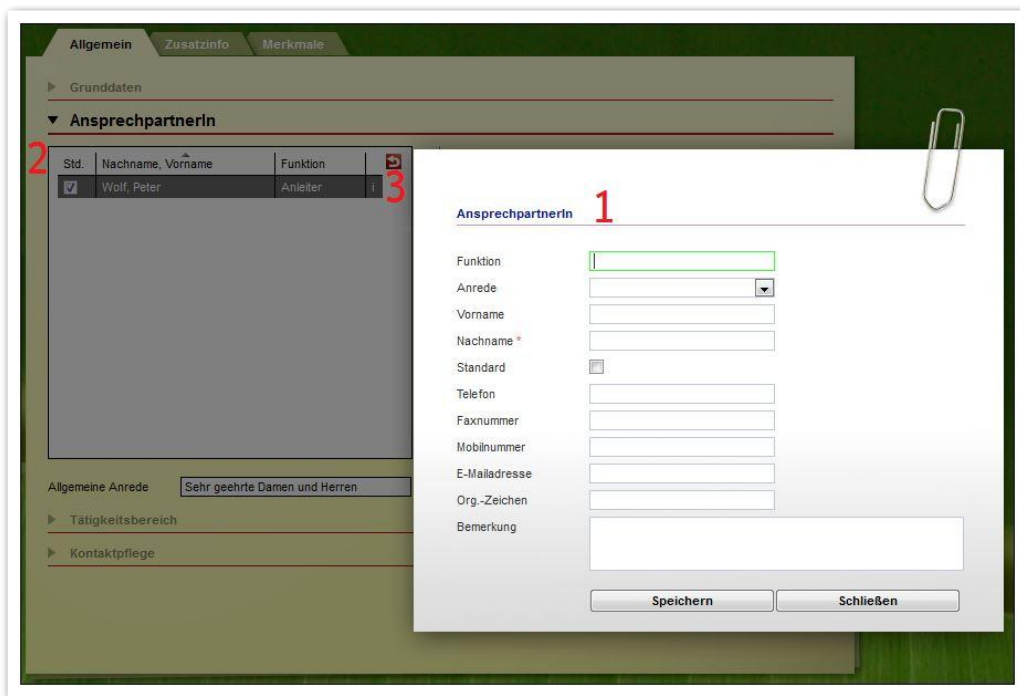 Allgemein Zusatzinfo Merkmale
Grunddaten
AnsprechpartnerIn
2 Std. Nachname, Vorname Funktion
Wolf, Peter Anleiter i 3
AnsprechpartnerIn 1
Funktion
Anrede
Vorname
Nachname *
Standard
Telefon
Faxnummer
Mobilnummer
E-Mailadresse
Org.-Zeichen
Bemerkung
Speichern Schließen
Allgemeine Anrede Sehr geehrte Damen und Herren
Tätigkeitsbereich
Kontaktpflege